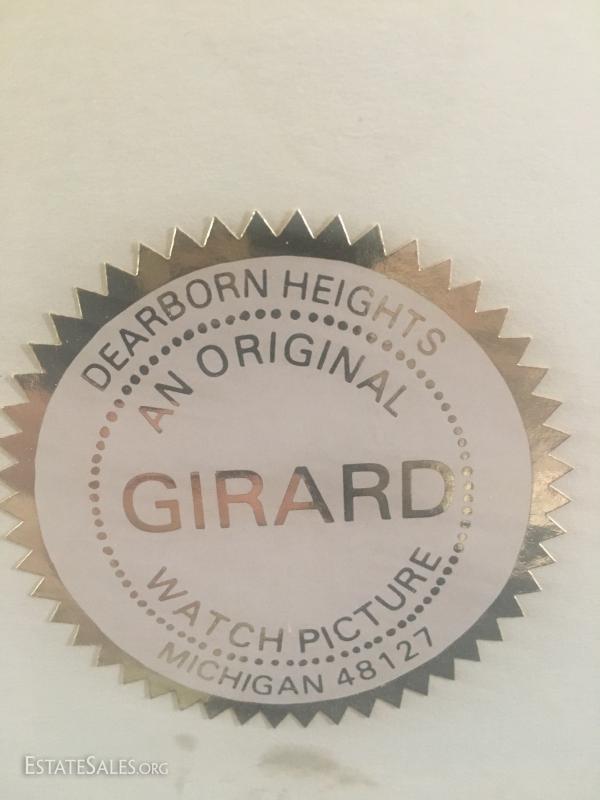 DEARBORN HEIGHTS
AN ORIGINAL
GIRARD
WATCH PICTURE
MICHIGAN 48127
ESTATESALES.ORG